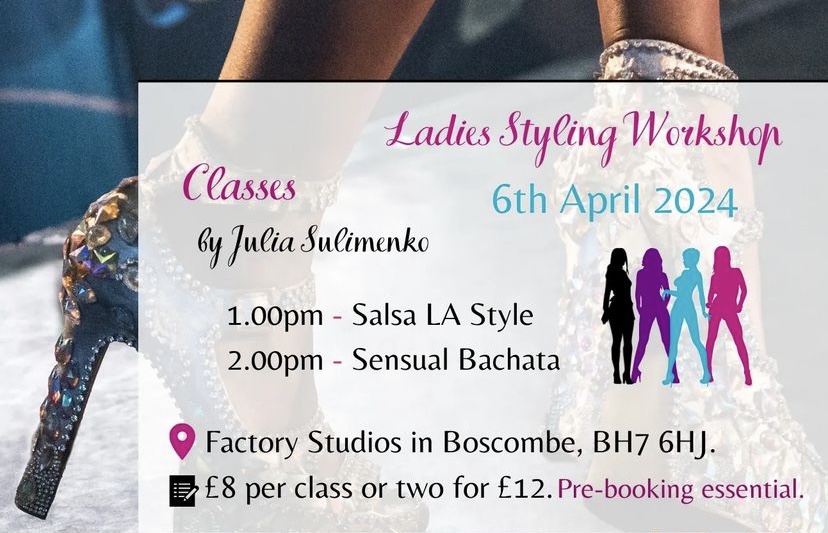 Ladies Styling Workshop
6th April 2024
Classes
by Julia Sulimenko
1.00pm - Salsa LA Style
2.00pm - Sensual Bachata
Factory Studios in Boscombe, BH7 6HJ.
£8 per class or two for £12. Pre-booking essential.